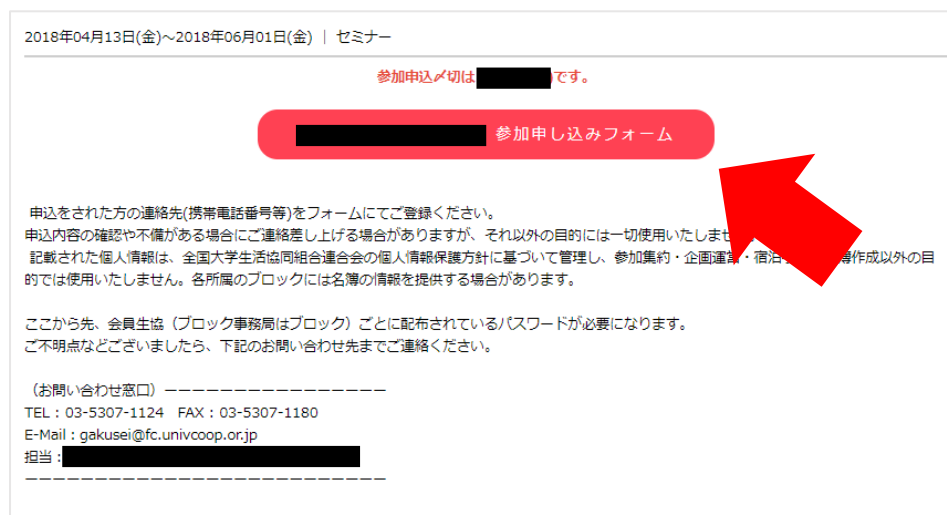 2018年04月13日(金)～2018年06月01日(金) ｜ セミナー
参加申込〆切は)です。
参加申し込みフォーム
申込をされた方の連絡先(携帯電話番号等)をフォームにてご登録ください。
申込内容の確認や不備がある場合にご連絡差し上げる場合がありますが、それ以外の目的には一切使用いたしませ
記載された個人情報は、全国大学生活協同組合連合会の個人情報保護方針に基づいて管理し、参加集約・企画運営・宿泊 作成以外の目
的では使用いたしません。各所属のブロックには名簿の情報を提供する場合があります。
ここから先、会員生協（ブロック事務局はブロック）ごとに配布されているパスワードが必要になります。
ご不明点などございましたら、下記のお問い合わせ先までご連絡ください。
（お問い合わせ窓口）ーーーーーーーーーーーーーーーー
TEL：03-5307-1124　FAX：03-5307-1180
E-Mail：gakusei@fc.univcoop.or.jp
担当：
ーーーーーーーーーーーーーーーーーーーーーーーーーー